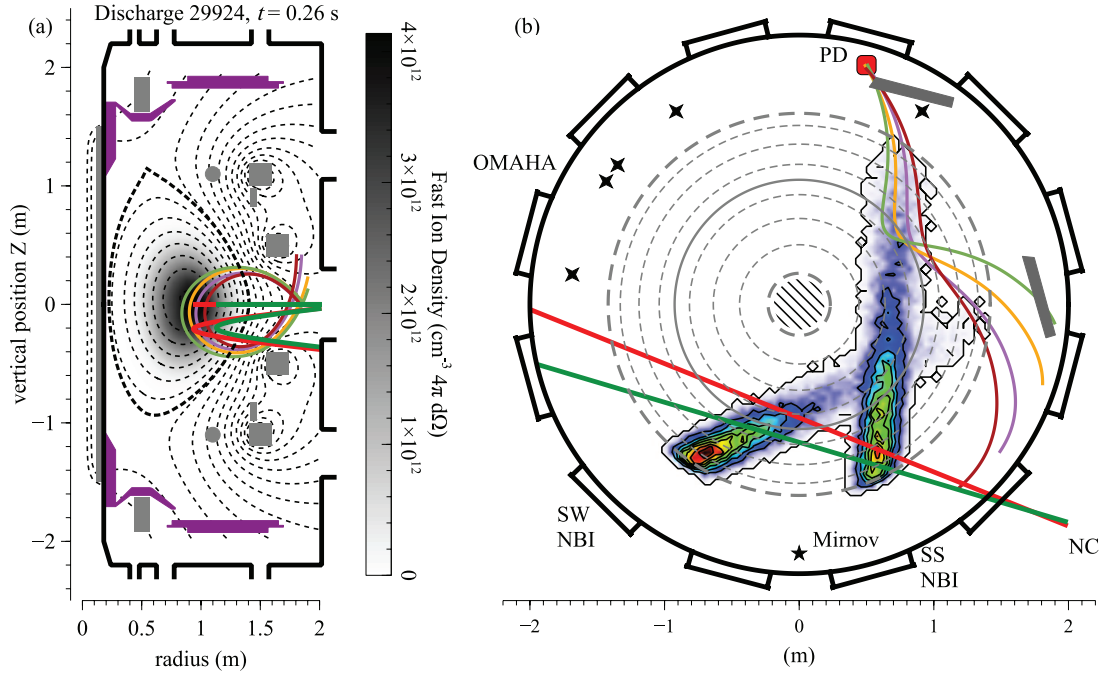 Discharge 29924, t = 0.26 s
(a)
vertical position Z (m)
2
1
0
−1
−2
0
0.5
1
1.5
2
radius (m)
4×10¹²
3×10¹²
2×10¹²
1×10¹²
0
Fast Ion Density (cm⁻³ 4π dΩ)
(b)
PD
OMAHA
SW
NBI
Mirnov
SS
NBI
NC
−2
−1
0
1
2
(m)